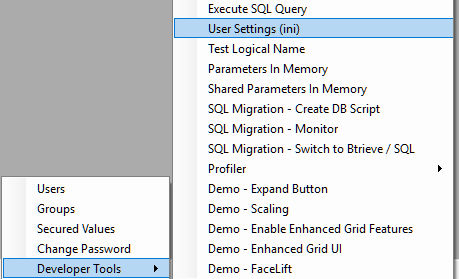 Execute SQL Query
User Settings (ini)
Test Logical Name
Parameters In Memory
Shared Parameters In Memory
SQL Migration - Create DB Script
SQL Migration - Monitor
SQL Migration - Switch to Btrieve / SQL
Profiler
Demo - Expand Button
Demo - Scaling
Demo - Enable Enhanced Grid Features
Demo - Enhanced Grid UI
Demo - FaceLift
Users
Groups
Secured Values
Change Password
Developer Tools